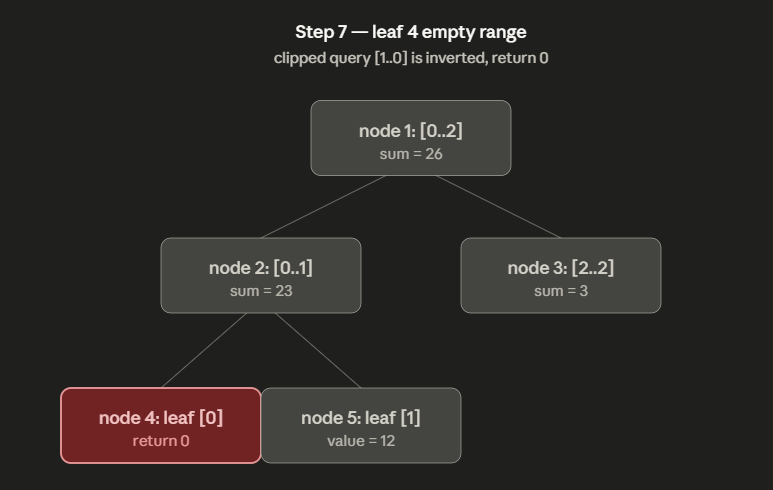 Step 7 — leaf 4 empty range
clipped query [1..0] is inverted, return 0
node 1: [0..2]
sum = 26
node 2: [0..1]
sum = 23
node 3: [2..2]
sum = 3
node 4: leaf [0]
return 0
node 5: leaf [1]
value = 12